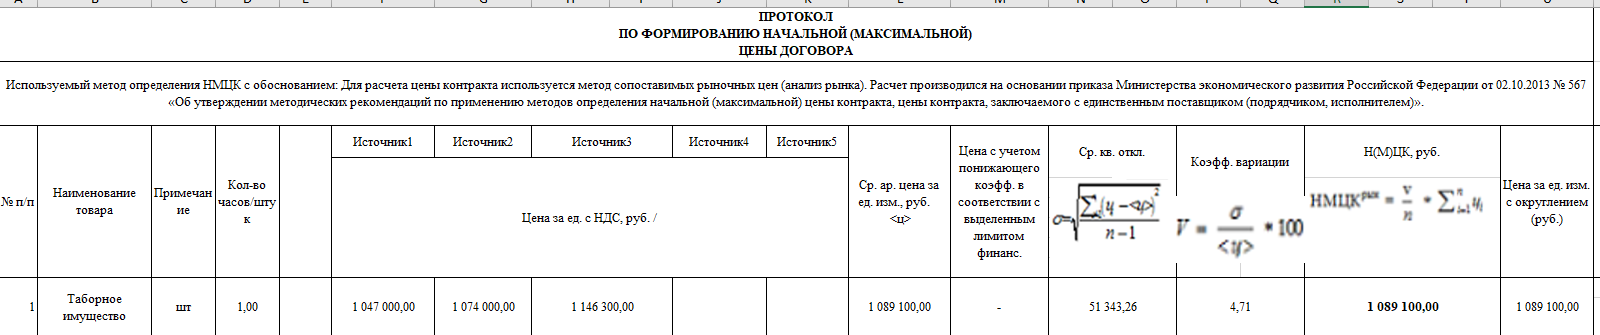 A B C D E F G H I J K L M N O P Q R S T U
ПРОТОКОЛ
ПО ФОРМИРОВАНИЮ НАЧАЛЬНОЙ (МАКСИМАЛЬНОЙ)
ЦЕНЫ ДОГОВОРА
Используемый метод определения НМЦК с обоснованием: Для расчета цены контракта используется метод сопоставимых рыночных цен (анализ рынка). Расчет производился на основании приказа Министерства экономического развития Российской Федерации от 02.10.2013 № 567
«Об утверждении методических рекомендаций по применению методов определения начальной (максимальной) цены контракта, цены контракта, заключаемого с единственным поставщиком (подрядчиком, исполнителем)».
№ п/п
Наименование
товара
Примечан
ие
Кол-во
часов/шту
к
Источник1 Источник2 Источник3 Источник4 Источник5
Цена за ед. с НДС, руб. /
Ср. ар. цена за
ед. изм., руб.
<ц>
Цена с учетом
понижающего
коэфф. в
соответствии с
выделенным
лимитом
финанс.
Ср. кв. откл.
σ=√(∑(ц - <ц>)² / n - 1)
Коэфф. вариации
V = σ / <ц> * 100
Н(М)ЦК, руб.
НМЦКрын = v / n * ∑ⁿi=1 цi
Цена за ед. изм.
с округлением
(руб.)
1 Таборное
имущество шт 1,00 1 047 000,00 1 074 000,00 1 146 300,00 1 089 100,00 - 51 343,26 4,71 1 089 100,00 1 089 100,00